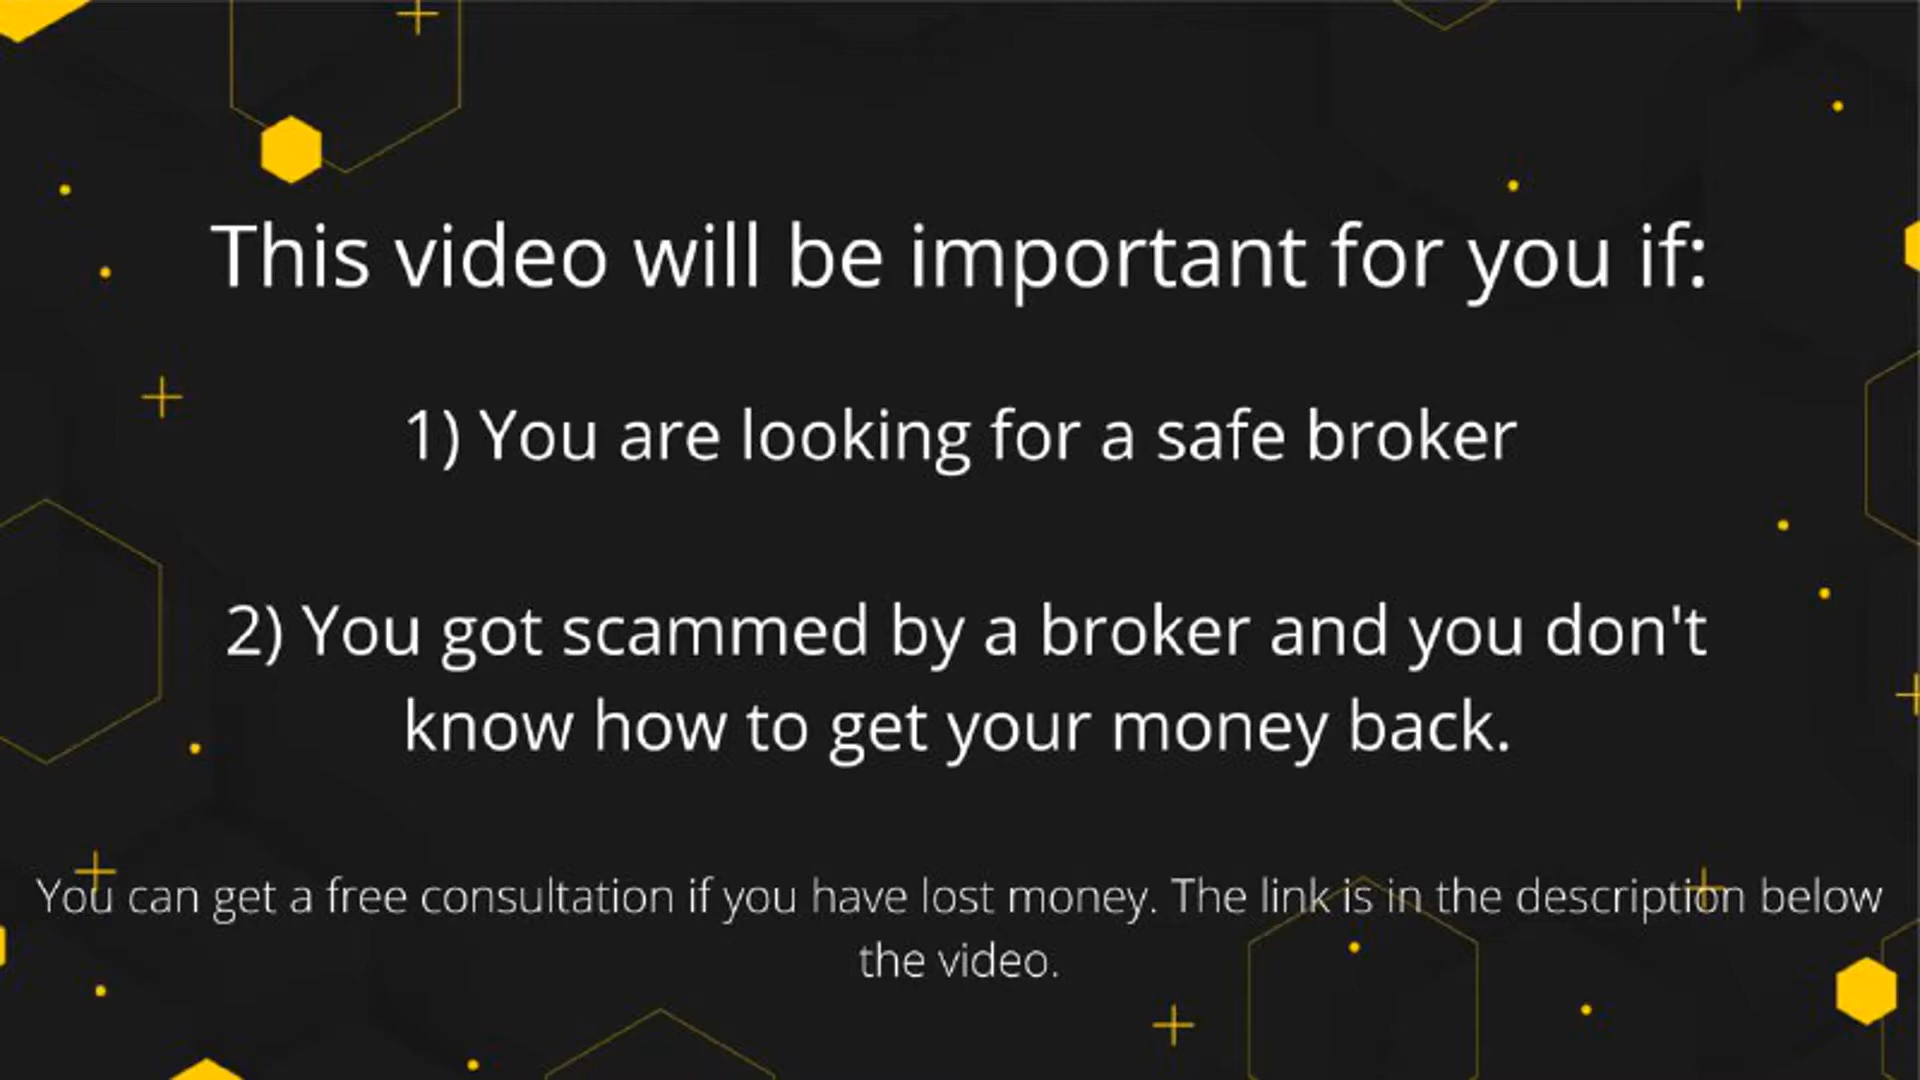 This video will be important for you if:
1) You are looking for a safe broker
2) You got scammed by a broker and you don't
know how to get your money back.
You can get a free consultation if you have lost money. The link is in the description below
the video.